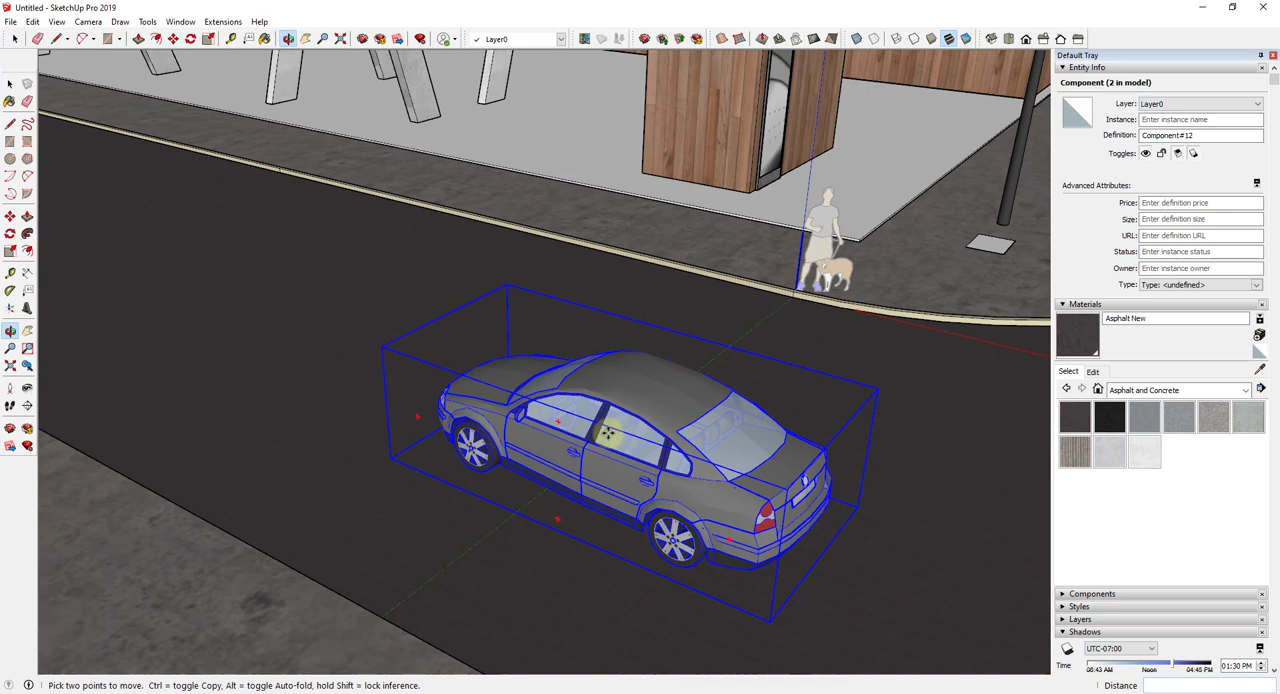 Untitled - SketchUp Pro 2019
File Edit View Camera Draw Tools Window Extensions Help
Layer0
Default Tray
Entity Info
Component (2 in model)
Layer: Layer0
Instance: Enter instance name
Definition: Component#12
Toggles:
Advanced Attributes:
Price: Enter definition price
Size: Enter definition size
URL: Enter definition URL
Status: Enter instance status
Owner: Enter instance owner
Type: Type: <undefined>
Materials
Asphalt New
Select Edit
Asphalt and Concrete
Components
Styles
Layers
Shadows
UTC-07:00
Time 06:43 AM Noon 04:45 PM 01:30 PM
Pick two points to move. Ctrl = toggle Copy, Alt = toggle Auto-fold, hold Shift = lock inference.
Distance